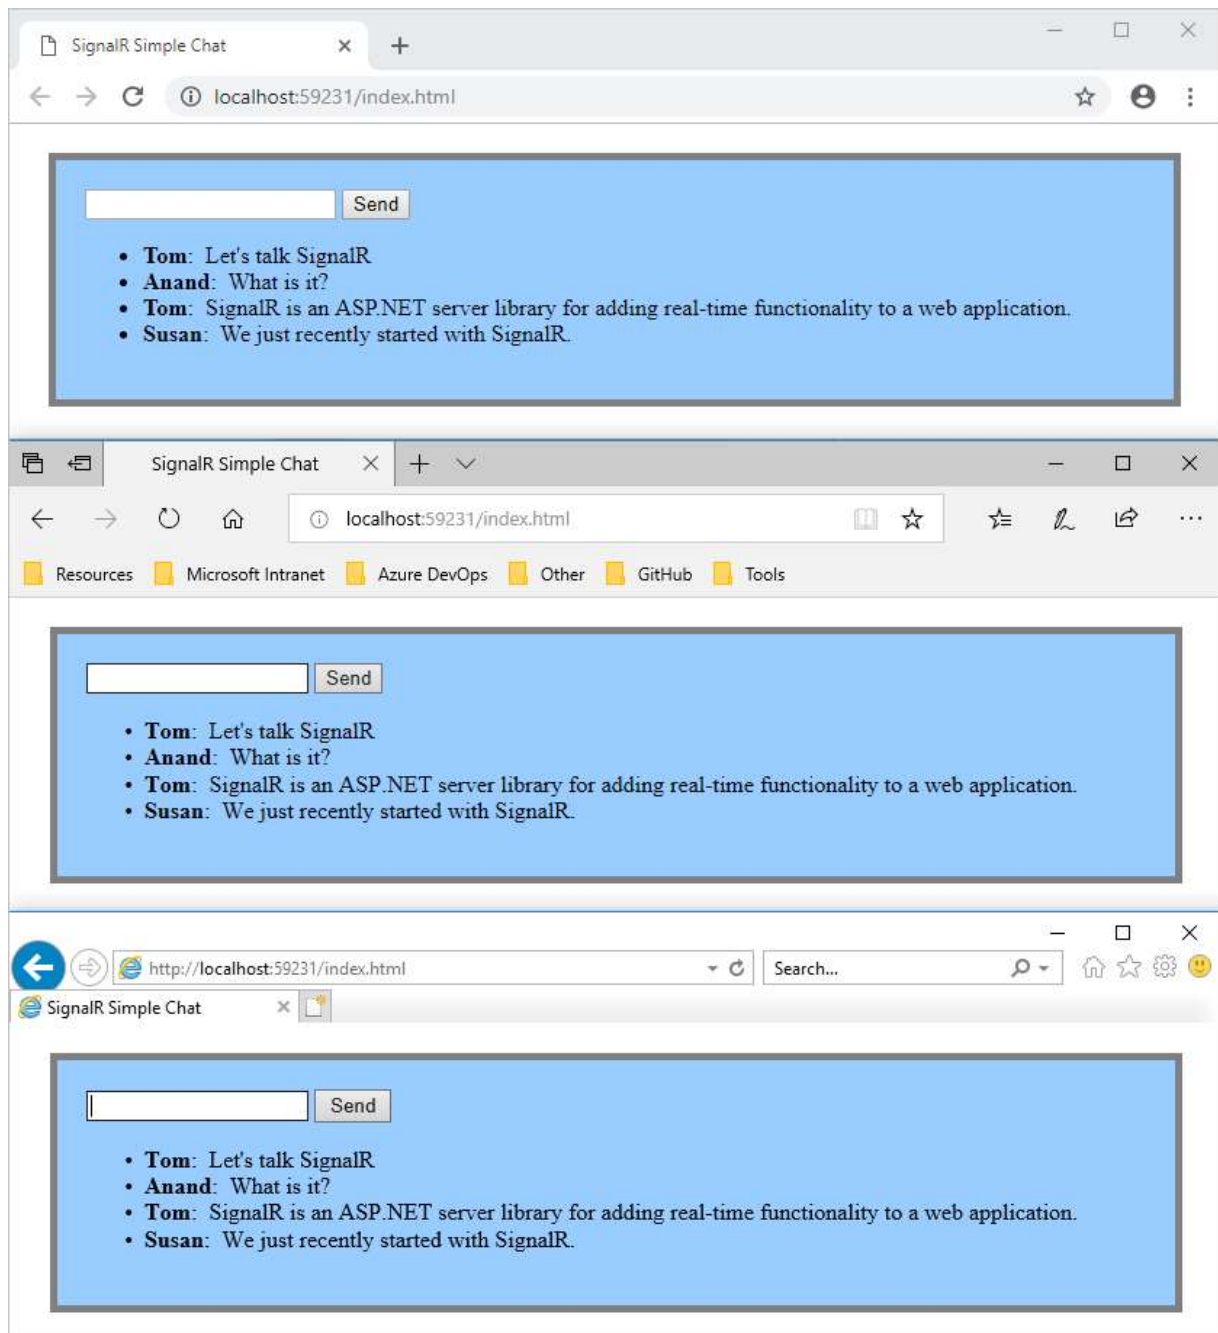 SignalR Simple Chat
localhost:59231/index.html
Send
Tom: Let's talk SignalR
Anand: What is it?
Tom: SignalR is an ASP.NET server library for adding real-time functionality to a web application.
Susan: We just recently started with SignalR.
SignalR Simple Chat
localhost:59231/index.html
Resources Microsoft Intranet Azure DevOps Other GitHub Tools
Send
Tom: Let's talk SignalR
Anand: What is it?
Tom: SignalR is an ASP.NET server library for adding real-time functionality to a web application.
Susan: We just recently started with SignalR.
http://localhost:59231/index.html Search...
SignalR Simple Chat
Send
Tom: Let's talk SignalR
Anand: What is it?
Tom: SignalR is an ASP.NET server library for adding real-time functionality to a web application.
Susan: We just recently started with SignalR.